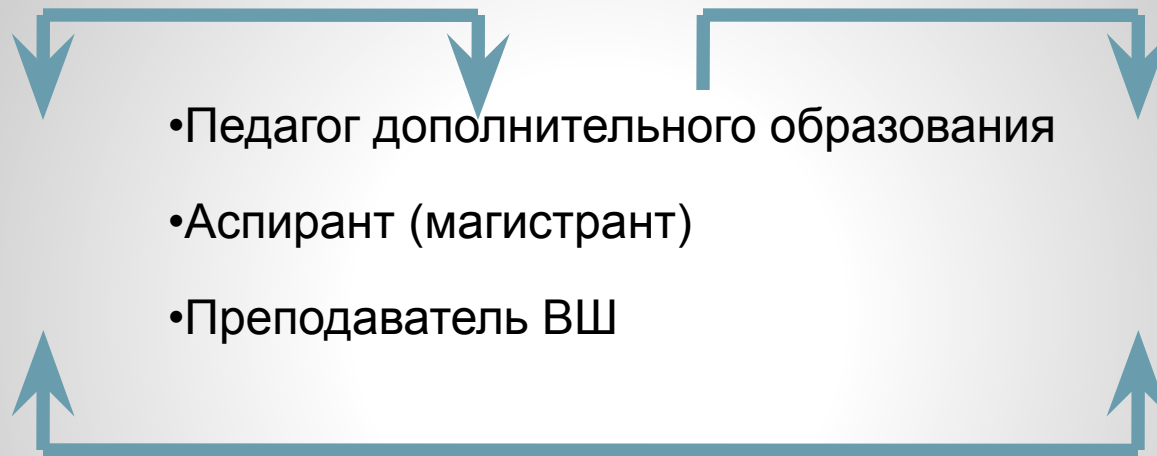 •Педагог дополнительного образования
•Аспирант (магистрант)
•Преподаватель ВШ